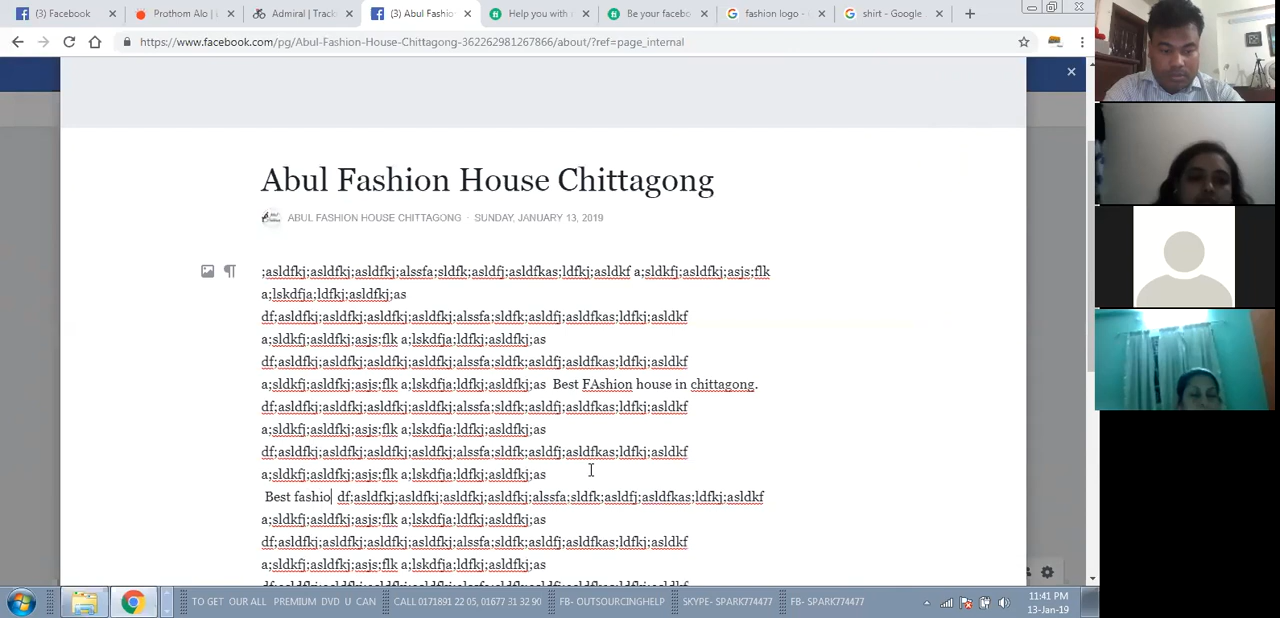 (3) Facebook
Prothom Alo | L
Admiral | Track
(3) Abul Fashio
Help you with
Be your facebo
fashion logo -
shirt - Google
https://www.facebook.com/pg/Abul-Fashion-House-Chittagong-362262981267866/about/?ref=page_internal
Abul Fashion House Chittagong
ABUL FASHION HOUSE CHITTAGONG · SUNDAY, JANUARY 13, 2019
;asldfkj;asldfkj;asldfkj;alssfa;sldfk;asldfj;asldfkas;ldfkj;asldkf a;sldkfj;asldfkj;asjs;flk
a;lskdfja;ldfkj;asldfkj;as
df;asldfkj;asldfkj;asldfkj;asldfkj;alssfa;sldfk;asldfj;asldfkas;ldfkj;asldkf
a;sldkfj;asldfkj;asjs;flk a;lskdfja;ldfkj;asldfkj;as
df;asldfkj;asldfkj;asldfkj;asldfkj;alssfa;sldfk;asldfj;asldfkas;ldfkj;asldkf
a;sldkfj;asldfkj;asjs;flk a;lskdfja;ldfkj;asldfkj;as Best FAshion house in chittagong.
df;asldfkj;asldfkj;asldfkj;asldfkj;alssfa;sldfk;asldfj;asldfkas;ldfkj;asldkf
a;sldkfj;asldfkj;asjs;flk a;lskdfja;ldfkj;asldfkj;as
df;asldfkj;asldfkj;asldfkj;asldfkj;alssfa;sldfk;asldfj;asldfkas;ldfkj;asldkf
a;sldkfj;asldfkj;asjs;flk a;lskdfja;ldfkj;asldfkj;as
Best fashio df;asldfkj;asldfkj;asldfkj;asldfkj;alssfa;sldfk;asldfj;asldfkas;ldfkj;asldkf
a;sldkfj;asldfkj;asjs;flk a;lskdfja;ldfkj;asldfkj;as
df;asldfkj;asldfkj;asldfkj;asldfkj;alssfa;sldfk;asldfj;asldfkas;ldfkj;asldkf
a;sldkfj;asldfkj;asjs;flk a;lskdfja;ldfkj;asldfkj;as
TO GET OUR ALL PREMIUM DVD U CAN
CALL 0171891 22 05, 01677 31 32 90
FB- OUTSOURCINGHELP
SKYPE- SPARK774477
FB- SPARK774477
11:41 PM
13-Jan-19